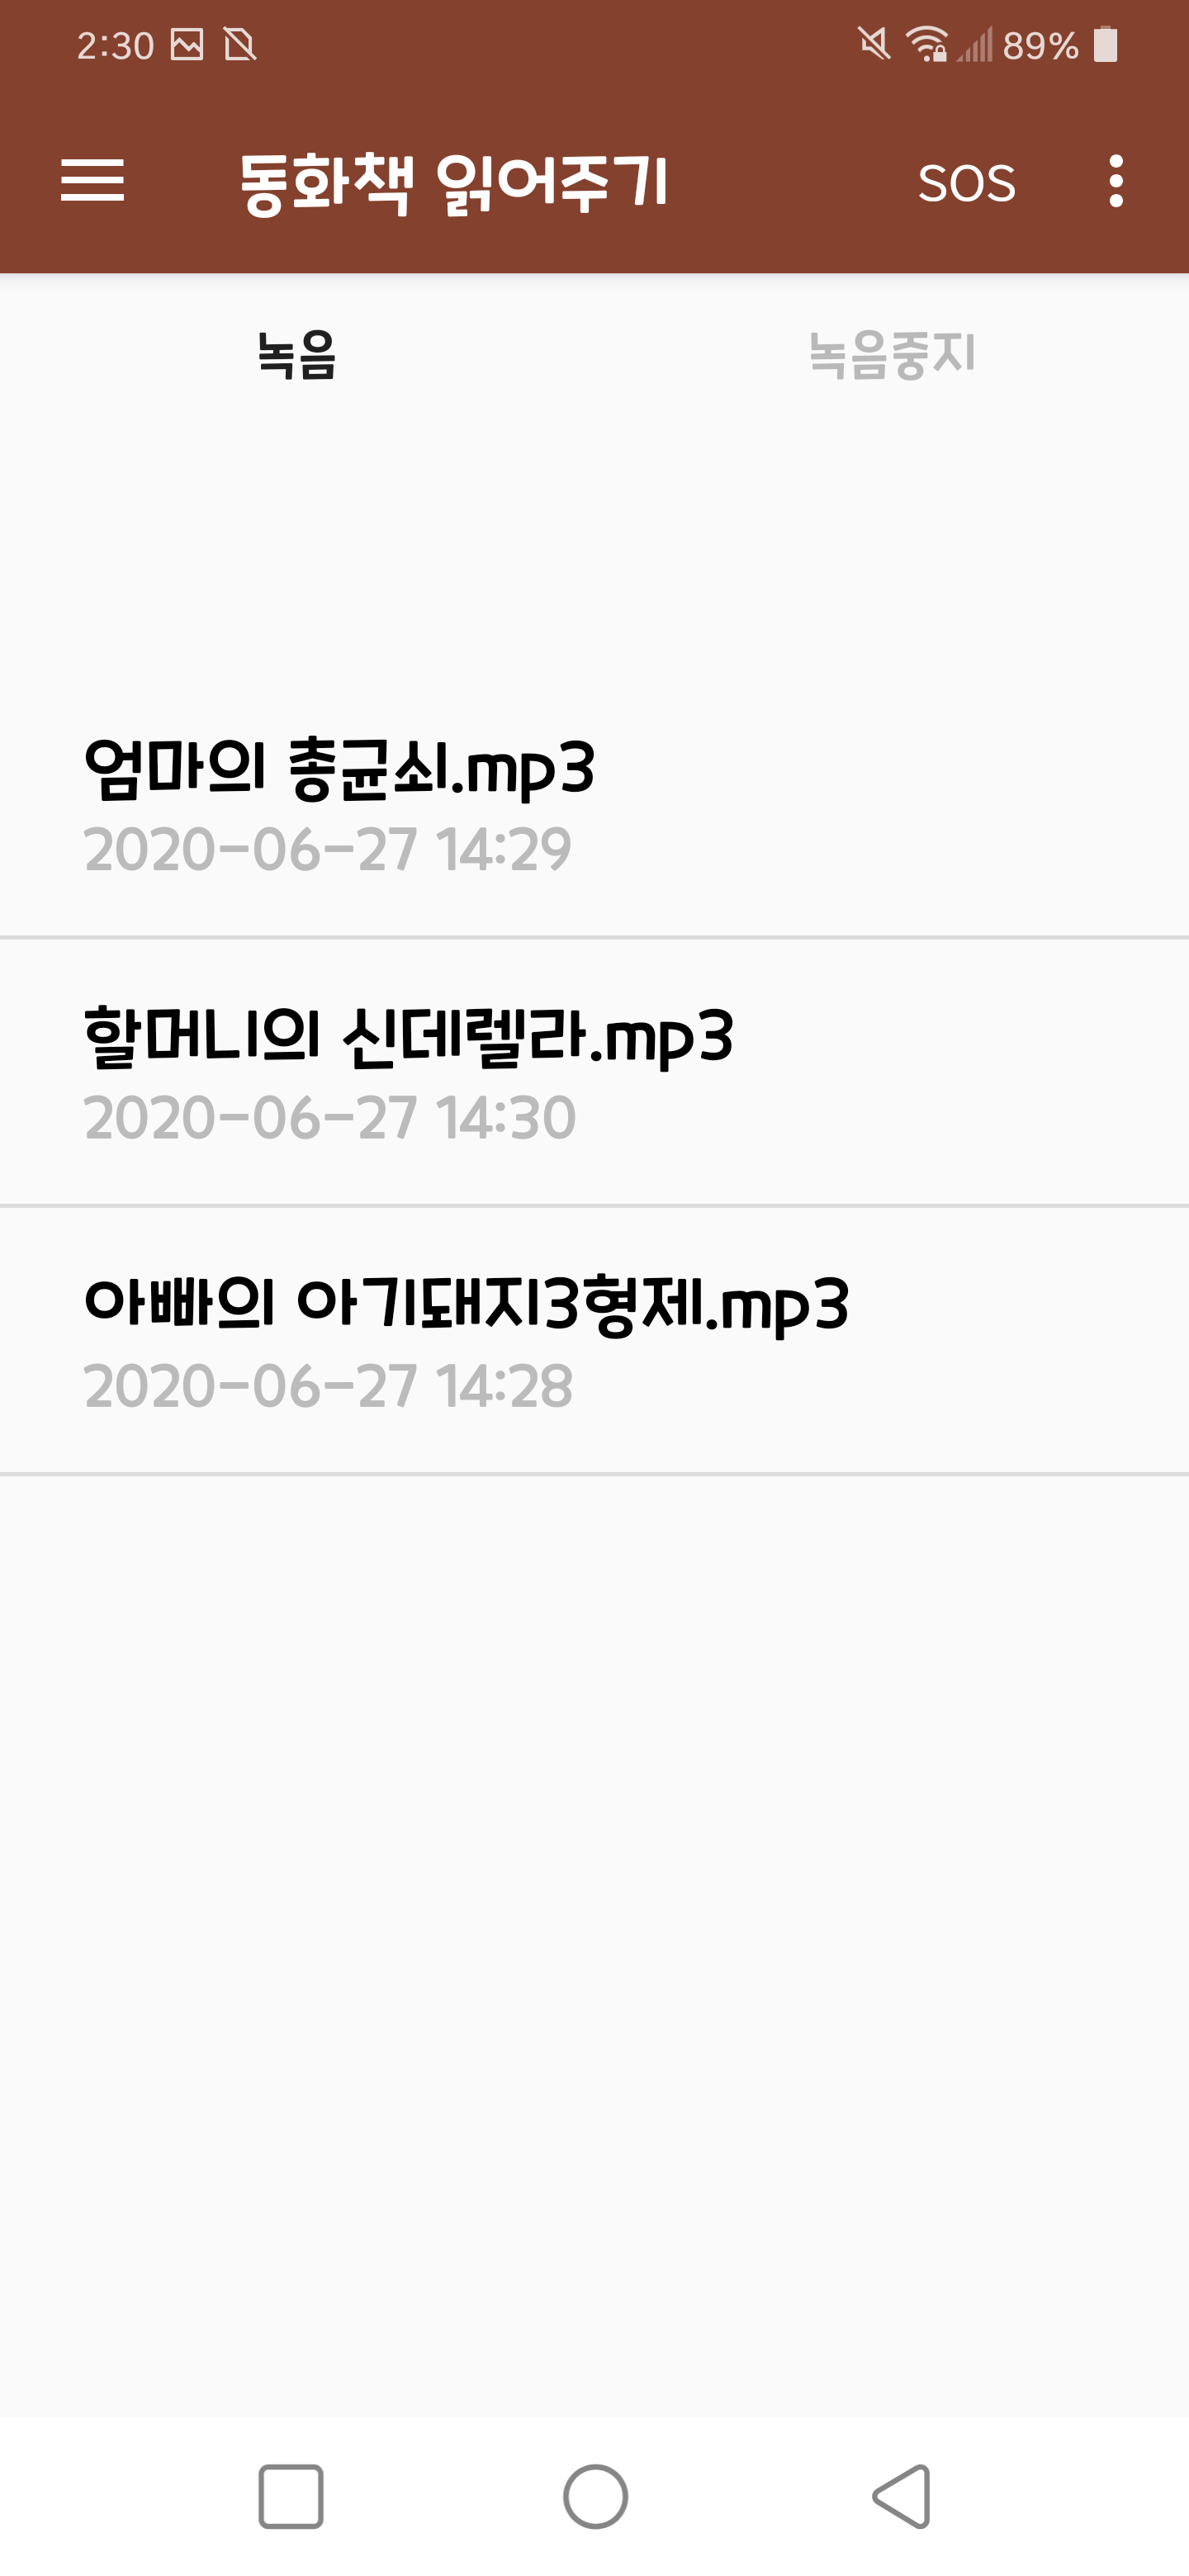 2:30 89%
동화책 읽어주기 SOS
녹음 녹음중지
엄마의 총균쇠.mp3
2020-06-27 14:29
할머니의 신데렐라.mp3
2020-06-27 14:30
아빠의 아기돼지3형제.mp3
2020-06-27 14:28